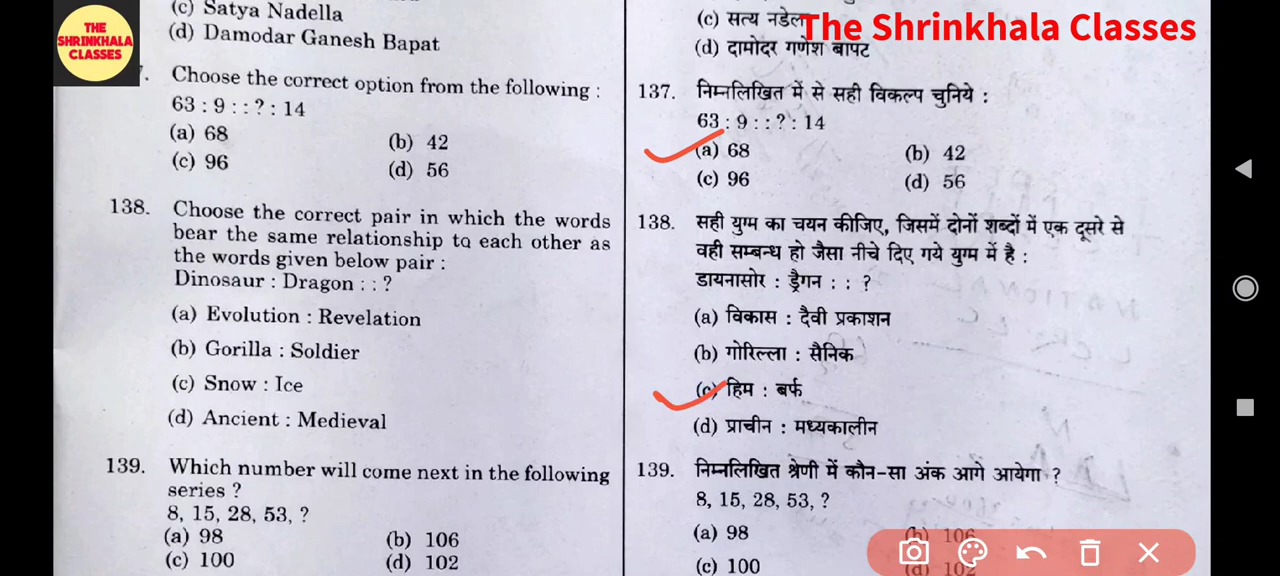 THE
SHRINKHALA
CLASSES
The Shrinkhala Classes
(c) Satya Nadella
(d) Damodar Ganesh Bapat
7. Choose the correct option from the following :
63 : 9 : : ? : 14
(a) 68
(b) 42
(c) 96
(d) 56
138. Choose the correct pair in which the words
bear the same relationship to each other as
the words given below pair :
Dinosaur : Dragon : : ?
(a) Evolution : Revelation
(b) Gorilla : Soldier
(c) Snow : Ice
(d) Ancient : Medieval
139. Which number will come next in the following
series ?
8, 15, 28, 53, ?
(a) 98
(b) 106
(c) 100
(d) 102
(c) सत्य नडेला
(d) दामोदर गणेश बापट
137. निम्नलिखित में से सही विकल्प चुनिये :
63 : 9 : : ? : 14
(a) 68
(b) 42
(c) 96
(d) 56
138. सही युग्म का चयन कीजिए, जिसमें दोनों शब्दों में एक दूसरे से
वही सम्बन्ध हो जैसा नीचे दिए गये युग्म में है :
डायनासोर : ड्रैगन : : ?
(a) विकास : दैवी प्रकाशन
(b) गोरिल्ला : सैनिक
(c) हिम : बर्फ
(d) प्राचीन : मध्यकालीन
139. निम्नलिखित श्रेणी में कौन-सा अंक आगे आयेगा ?
8, 15, 28, 53, ?
(a) 98
(b) 106
(c) 100
(d) 102